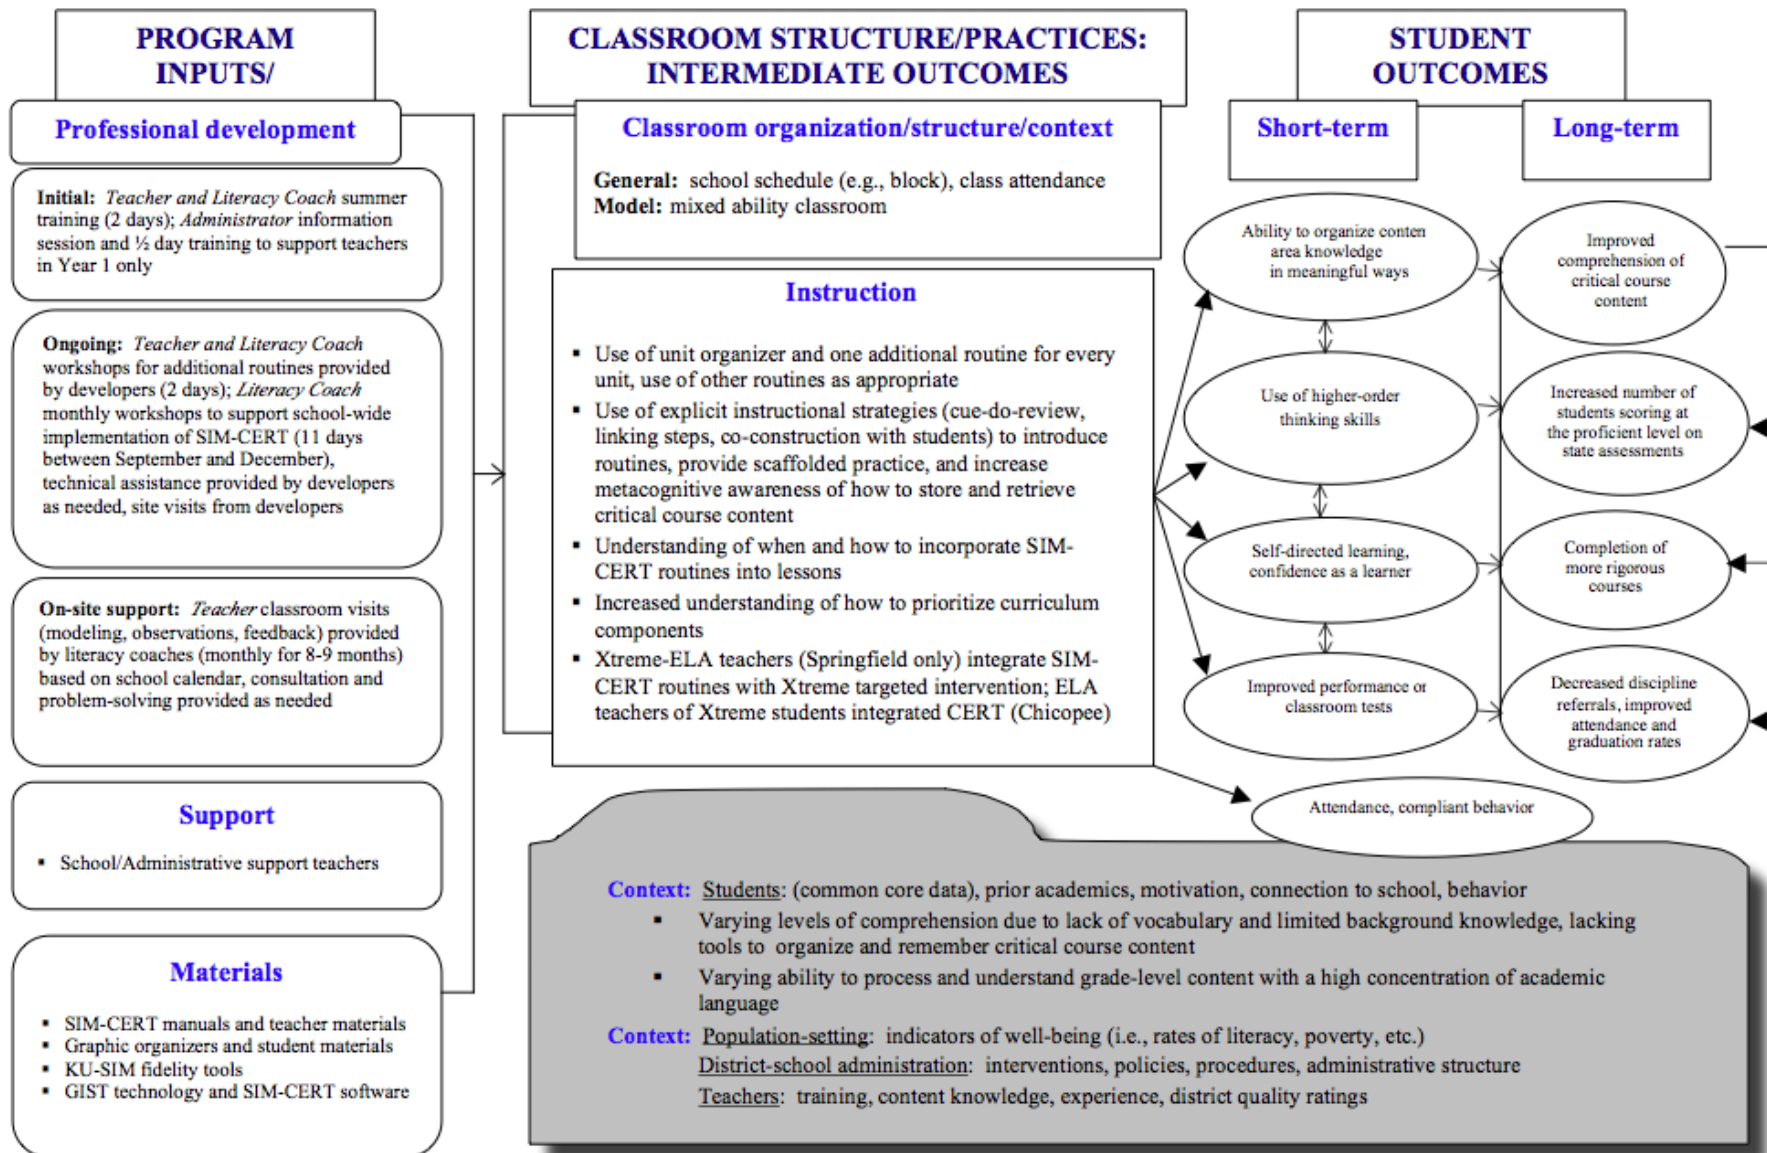 PROGRAM
INPUTS/
Professional development
Initial: Teacher and Literacy Coach summer
training (2 days); Administrator information
session and ½ day training to support teachers
in Year 1 only
Ongoing: Teacher and Literacy Coach
workshops for additional routines provided
by developers (2 days); Literacy Coach
monthly workshops to support school-wide
implementation of SIM-CERT (11 days
between September and December),
technical assistance provided by developers
as needed, site visits from developers
On-site support: Teacher classroom visits
(modeling, observations, feedback) provided
by literacy coaches (monthly for 8-9 months)
based on school calendar, consultation and
problem-solving provided as needed
Support
▪ School/Administrative support teachers
Materials
▪ SIM-CERT manuals and teacher materials
▪ Graphic organizers and student materials
▪ KU-SIM fidelity tools
▪ GIST technology and SIM-CERT software
CLASSROOM STRUCTURE/PRACTICES:
INTERMEDIATE OUTCOMES
Classroom organization/structure/context
General: school schedule (e.g., block), class attendance
Model: mixed ability classroom
Instruction
▪ Use of unit organizer and one additional routine for every
unit, use of other routines as appropriate
▪ Use of explicit instructional strategies (cue-do-review,
linking steps, co-construction with students) to introduce
routines, provide scaffolded practice, and increase
metacognitive awareness of how to store and retrieve
critical course content
▪ Understanding of when and how to incorporate SIM-
CERT routines into lessons
▪ Increased understanding of how to prioritize curriculum
components
▪ Xtreme-ELA teachers (Springfield only) integrate SIM-
CERT routines with Xtreme targeted intervention; ELA
teachers of Xtreme students integrated CERT (Chicopee)
STUDENT
OUTCOMES
Short-term
Ability to organize conten
area knowledge
in meaningful ways
Use of higher-order
thinking skills
Self-directed learning,
confidence as a learner
Improved performance or
classroom tests
Attendance, compliant behavior
Long-term
Improved
comprehension of
critical course
content
Increased number of
students scoring at
the proficient level on
state assessments
Completion of
more rigorous
courses
Decreased discipline
referrals, improved
attendance and
graduation rates
Context: Students: (common core data), prior academics, motivation, connection to school, behavior
▪ Varying levels of comprehension due to lack of vocabulary and limited background knowledge, lacking
tools to organize and remember critical course content
▪ Varying ability to process and understand grade-level content with a high concentration of academic
language
Context: Population-setting: indicators of well-being (i.e., rates of literacy, poverty, etc.)
District-school administration: interventions, policies, procedures, administrative structure
Teachers: training, content knowledge, experience, district quality ratings